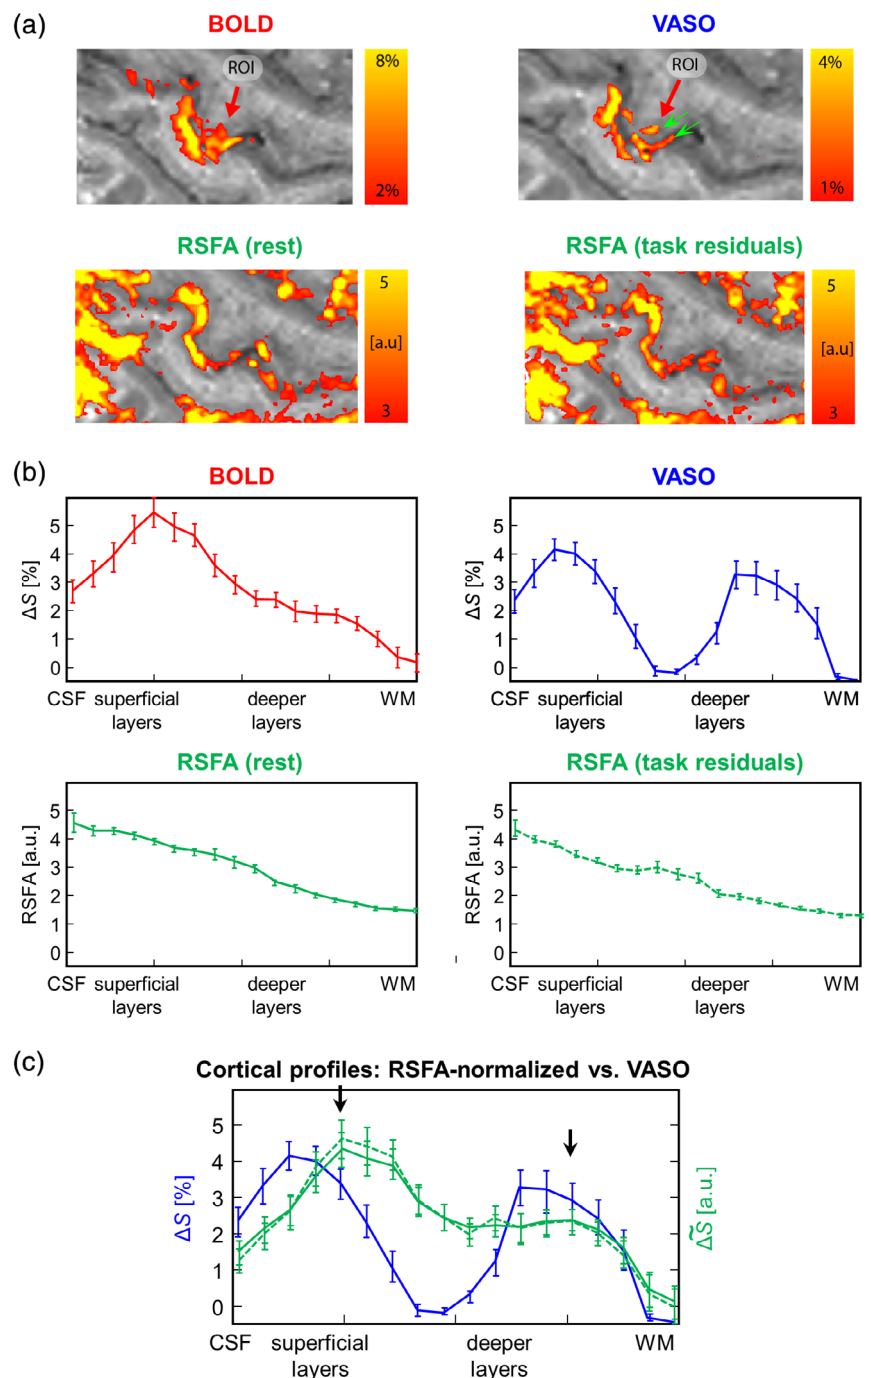 (a)
BOLD
VASO
ROI
8%
2%
ROI
4%
1%
RSFA (rest)
RSFA (task residuals)
5
[a.u]
3
5
[a.u]
3
(b)
BOLD
VASO
ΔS [%]
5
4
3
2
1
0
CSF superficial layers deeper layers WM
ΔS [%]
5
4
3
2
1
0
CSF superficial layers deeper layers WM
RSFA (rest)
RSFA (task residuals)
RSFA [a.u.]
5
4
3
2
1
0
CSF superficial layers deeper layers WM
RSFA [a.u.]
5
4
3
2
1
0
CSF superficial layers deeper layers WM
(c)
Cortical profiles: RSFA-normalized vs. VASO
ΔS [%]
5
4
3
2
1
0
Δ̃S [a.u.]
CSF superficial layers deeper layers WM